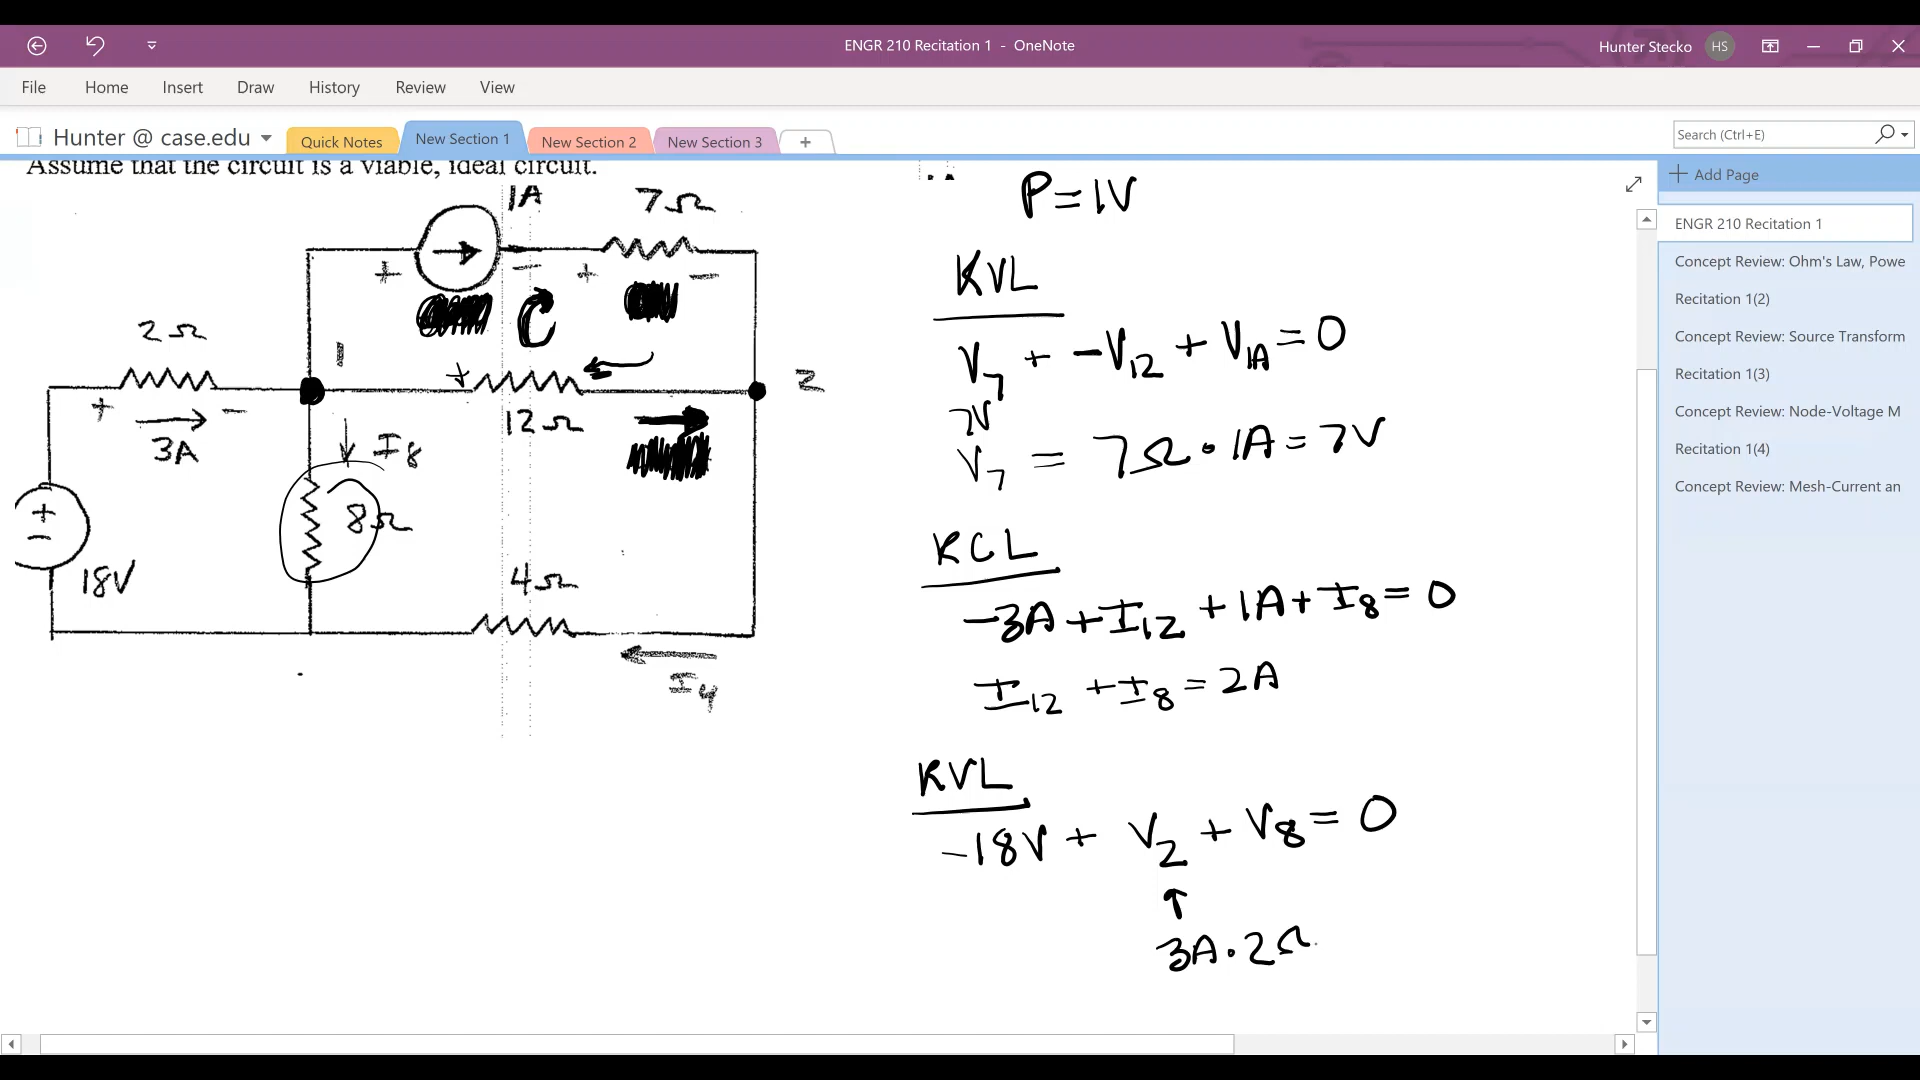 ENGR 210 Recitation 1 - OneNote
Hunter Stecko HS
File Home Insert Draw History Review View
Hunter @ case.edu
Quick Notes New Section 1 New Section 2 New Section 3 +
Search (Ctrl+E)
Assume that the circuit is a viable, ideal circuit.
1A
7Ω
+ - + -
2Ω
1
+
2
+ -
3A
12Ω
I8
8Ω
+
-
18V
4Ω
I4
P=IV
KVL
V7 + -V12 + V1A = 0
7V
V7 = 7Ω · 1A = 7V
KCL
-3A + I12 + 1A + I8 = 0
I12 + I8 = 2A
KVL
-18V + V2 + V8 = 0
↑
3A · 2Ω
Add Page
ENGR 210 Recitation 1
Concept Review: Ohm's Law, Powe
Recitation 1(2)
Concept Review: Source Transform
Recitation 1(3)
Concept Review: Node-Voltage M
Recitation 1(4)
Concept Review: Mesh-Current an